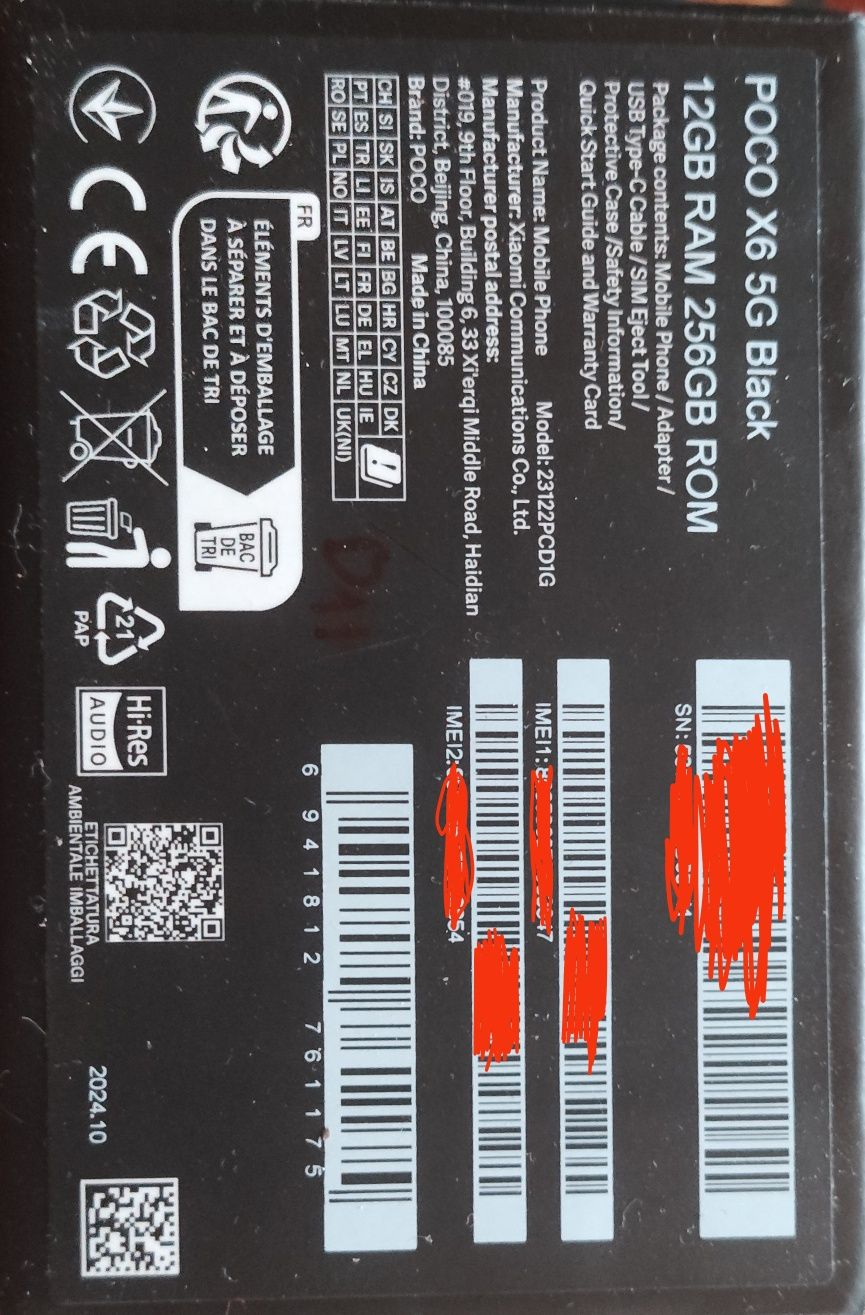 POCO X6 5G Black
12GB RAM 256GB ROM
Package contents: Mobile Phone / Adapter /
USB Type-C Cable / SIM Eject Tool /
Protective Case /Safety Information/
Quick Start Guide and Warranty Card
Product Name: Mobile Phone Model: 23122PCD1G
Manufacturer: Xiaomi Communications Co., Ltd.
Manufacturer postal address:
#019, 9th Floor, Building 6, 33 Xi'erqi Middle Road, Haidian
District, Beijing, China, 100085
Brand: POCO Made in China
CH SI SK IS AT BE BG HR CY CZ DK
PT ES TR LI EE FI FR DE EL HU IE
RO SE PL NO IT LV LT LU MT NL UK(NI)
SN:
IMEI1:
IMEI2:
6 941812 761175
FR
ÉLÉMENTS D'EMBALLAGE
À SÉPARER ET À DÉPOSER
DANS LE BAC DE TRI
BAC
DE
TRI
CE
21
PAP
Hi-Res
AUDIO
ETICHETTATURA
AMBIENTALE IMBALLAGGI
2024.10